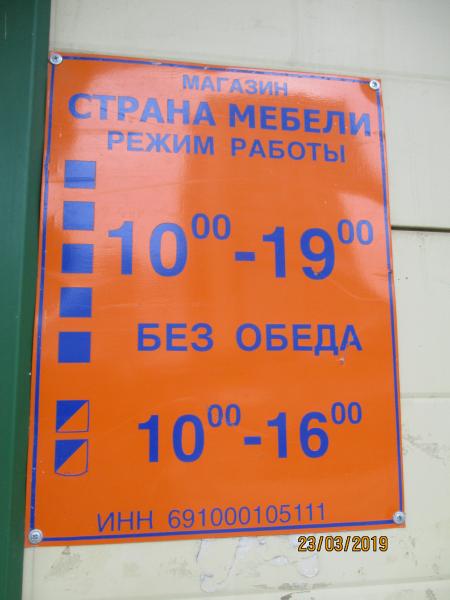 МАГАЗИН
СТРАНА МЕБЕЛИ
РЕЖИМ РАБОТЫ
10⁰⁰-19⁰⁰
БЕЗ ОБЕДА
10⁰⁰-16⁰⁰
ИНН 691000105111
23/03/2019